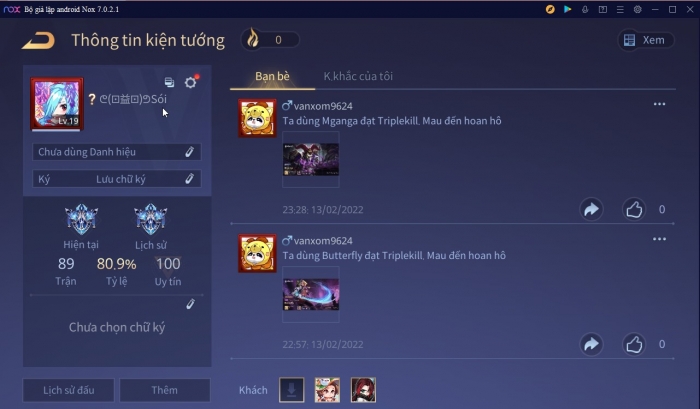 nox Bộ giả lập android Nox 7.0.2.1
Thông tin kiện tướng
0
Xem
Bạn bè
K.khắc của tôi
Lv.19
?ᕦ(⊡益⊡)ᕤSói
Chưa dùng Danh hiệu
Ký Lưu chữ ký
Hiện tại
Lịch sử
89
80,9%
100
Trận
Tỷ lệ
Uy tín
Chưa chọn chữ ký
Lịch sử đấu
Thêm
vanxom9624
Ta dùng Mganga đạt Triplekill. Mau đến hoan hô
23:28: 13/02/2022
0
vanxom9624
Ta dùng Butterfly đạt Triplekill. Mau đến hoan hô
22:57: 13/02/2022
0
Khách